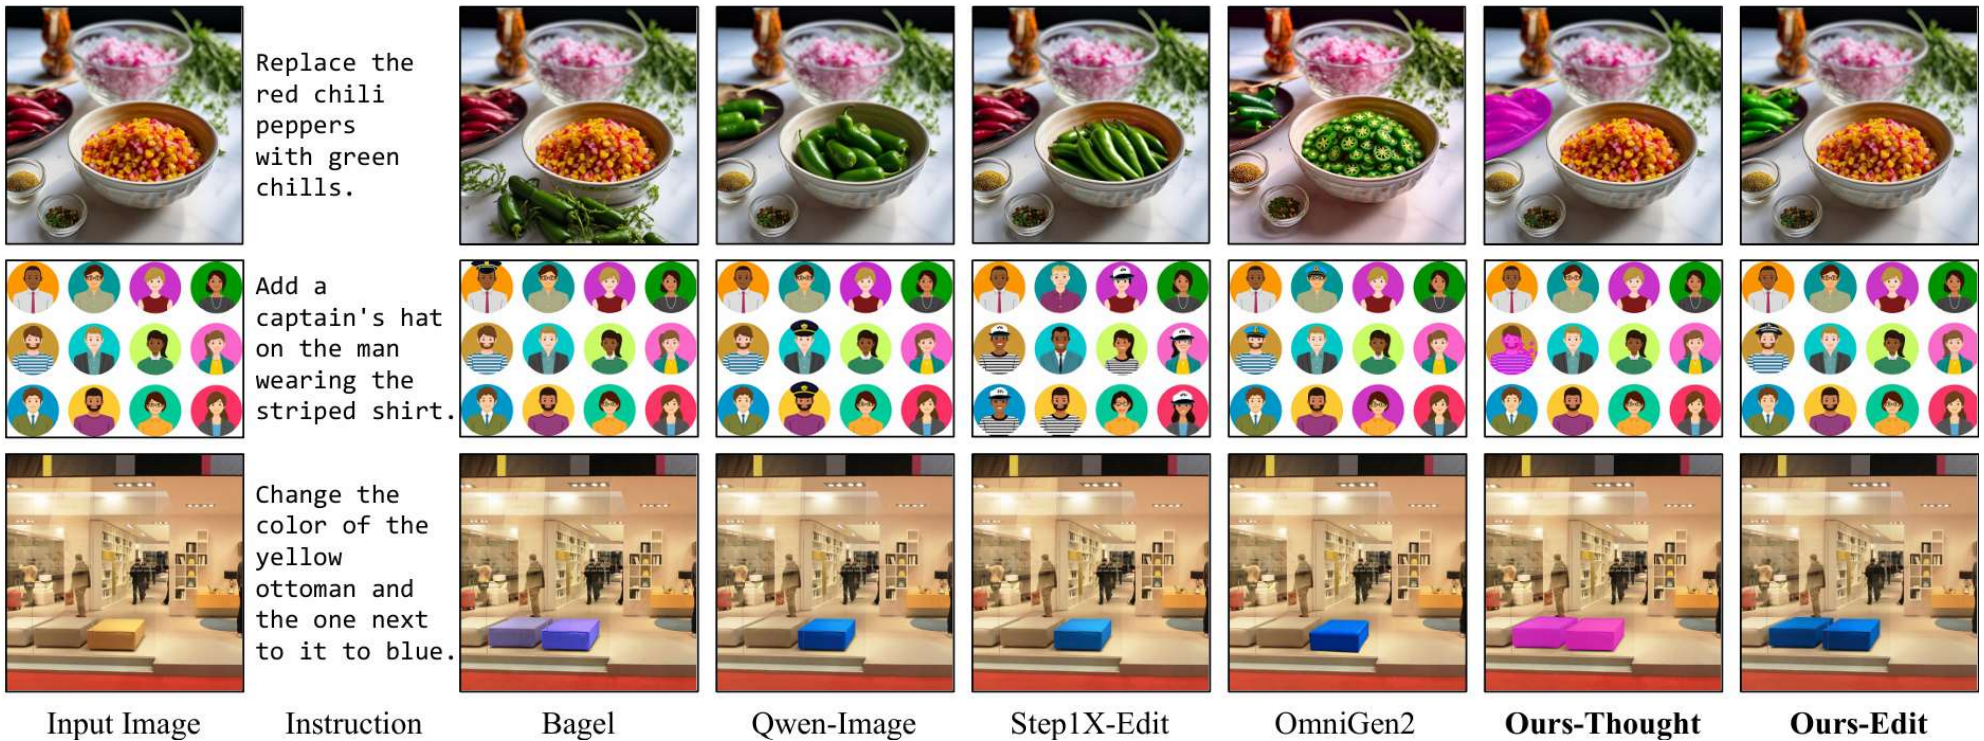 Replace the
red chili
peppers
with green
chills.
Add a
captain's hat
on the man
wearing the
striped shirt.
Change the
color of the
yellow
ottoman and
the one next
to it to blue.
Input Image
Instruction
Bagel
Qwen-Image
Step1X-Edit
OmniGen2
Ours-Thought
Ours-Edit